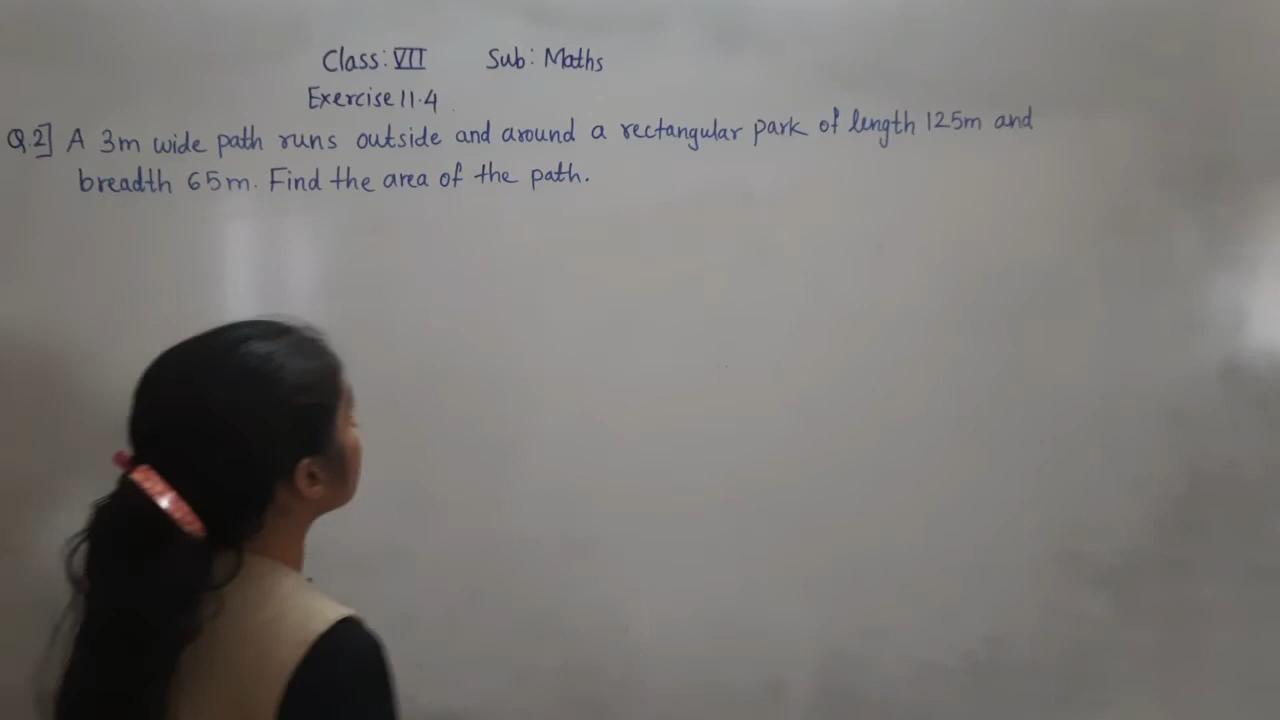 Class: VII Sub: Maths
Exercise 11.4
Q.2] A 3m wide path runs outside and around a rectangular park of length 125m and
breadth 65m. Find the area of the path.